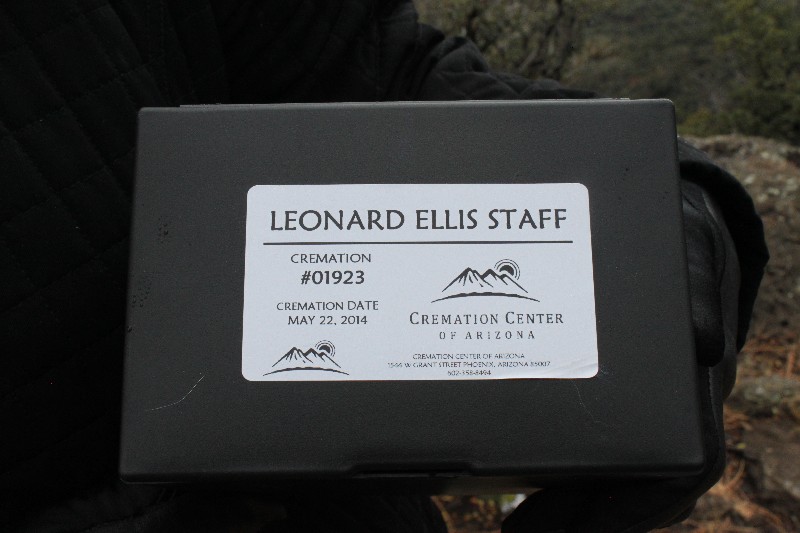 LEONARD ELLIS STAFF
CREMATION
#01923
CREMATION DATE
MAY 22, 2014
CREMATION CENTER
OF ARIZONA
CREMATION CENTER OF ARIZONA
W GRANT STREET PHOENIX, ARIZONA 85007